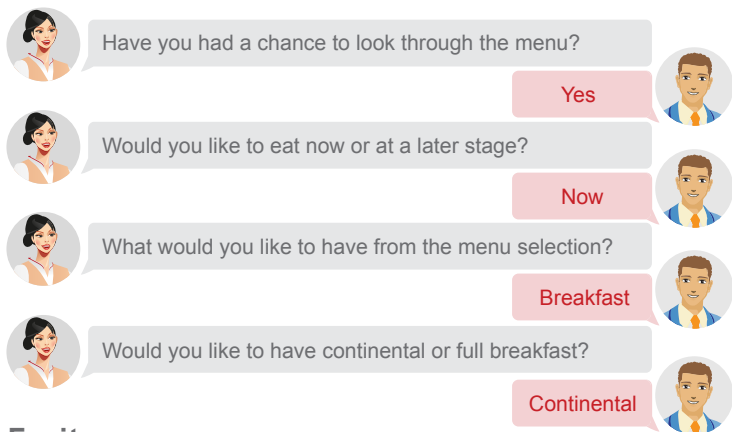 Have you had a chance to look through the menu?
Yes
Would you like to eat now or at a later stage?
Now
What would you like to have from the menu selection?
Breakfast
Would you like to have continental or full breakfast?
Continental